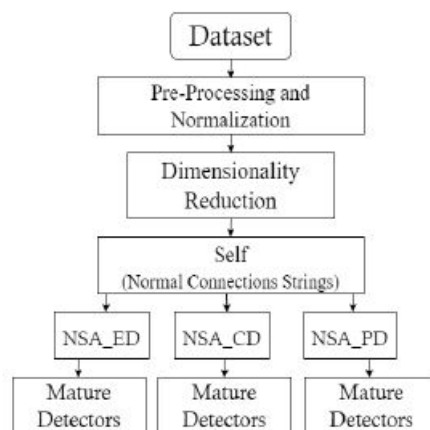 Dataset
Pre-Processing and
Normalization
Dimensionality
Reduction
Self
(Normal Connections Strings)
NSA_ED
NSA_CD
NSA_PD
Mature
Detectors
Mature
Detectors
Mature
Detectors